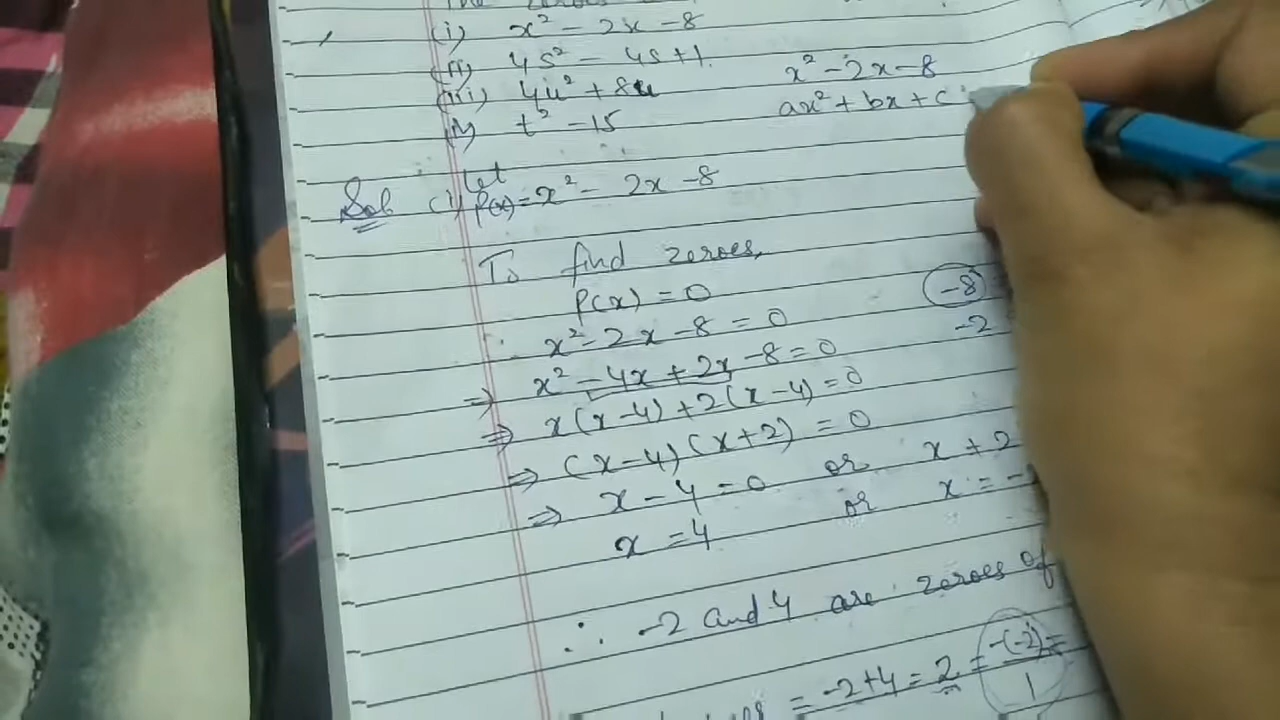 The zeroes
(i) x² - 2x - 8
(ii) 4s² - 4s + 1
(iii) 4u² + 8u
(iv) t² - 15
x² - 2x - 8
ax² + bx + c
Sol (i) Let
P(x) = x² - 2x - 8
To find zeroes,
P(x) = 0
∴ x² - 2x - 8 = 0
-8
-2
⇒ x² - 4x + 2x - 8 = 0
⇒ x(x-4) + 2(x-4) = 0
⇒ (x-4)(x+2) = 0
⇒ x - 4 = 0 or x + 2
x = 4 or x = -
∴ -2 and 4 are zeroes of
= -2+4 = 2 = -(-2) =
1